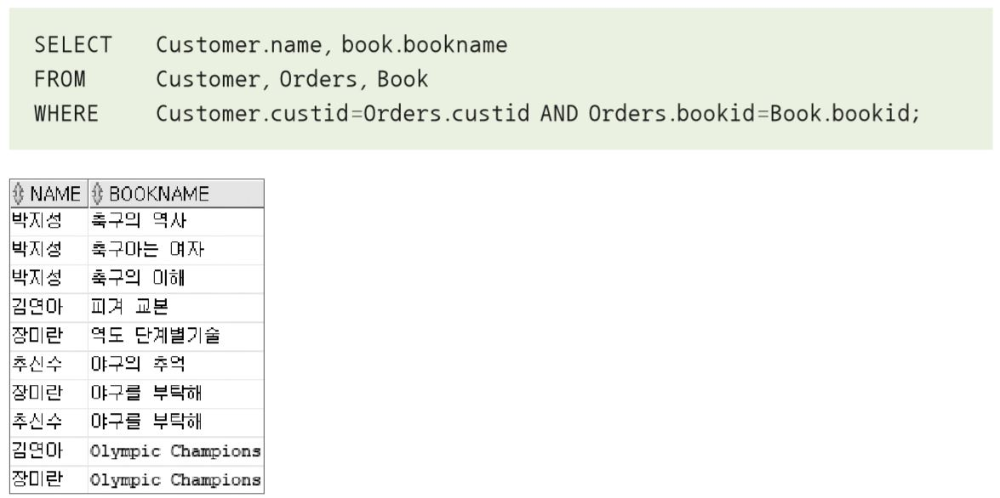 SELECT Customer.name, book.bookname
FROM Customer, Orders, Book
WHERE Customer.custid=Orders.custid AND Orders.bookid=Book.bookid;
NAME BOOKNAME
박지성 축구의 역사
박지성 축구아는 여자
박지성 축구의 이해
김연아 피겨 교본
장미란 역도 단계별기술
추신수 야구의 추억
장미란 야구를 부탁해
추신수 야구를 부탁해
김연아 Olympic Champions
장미란 Olympic Champions